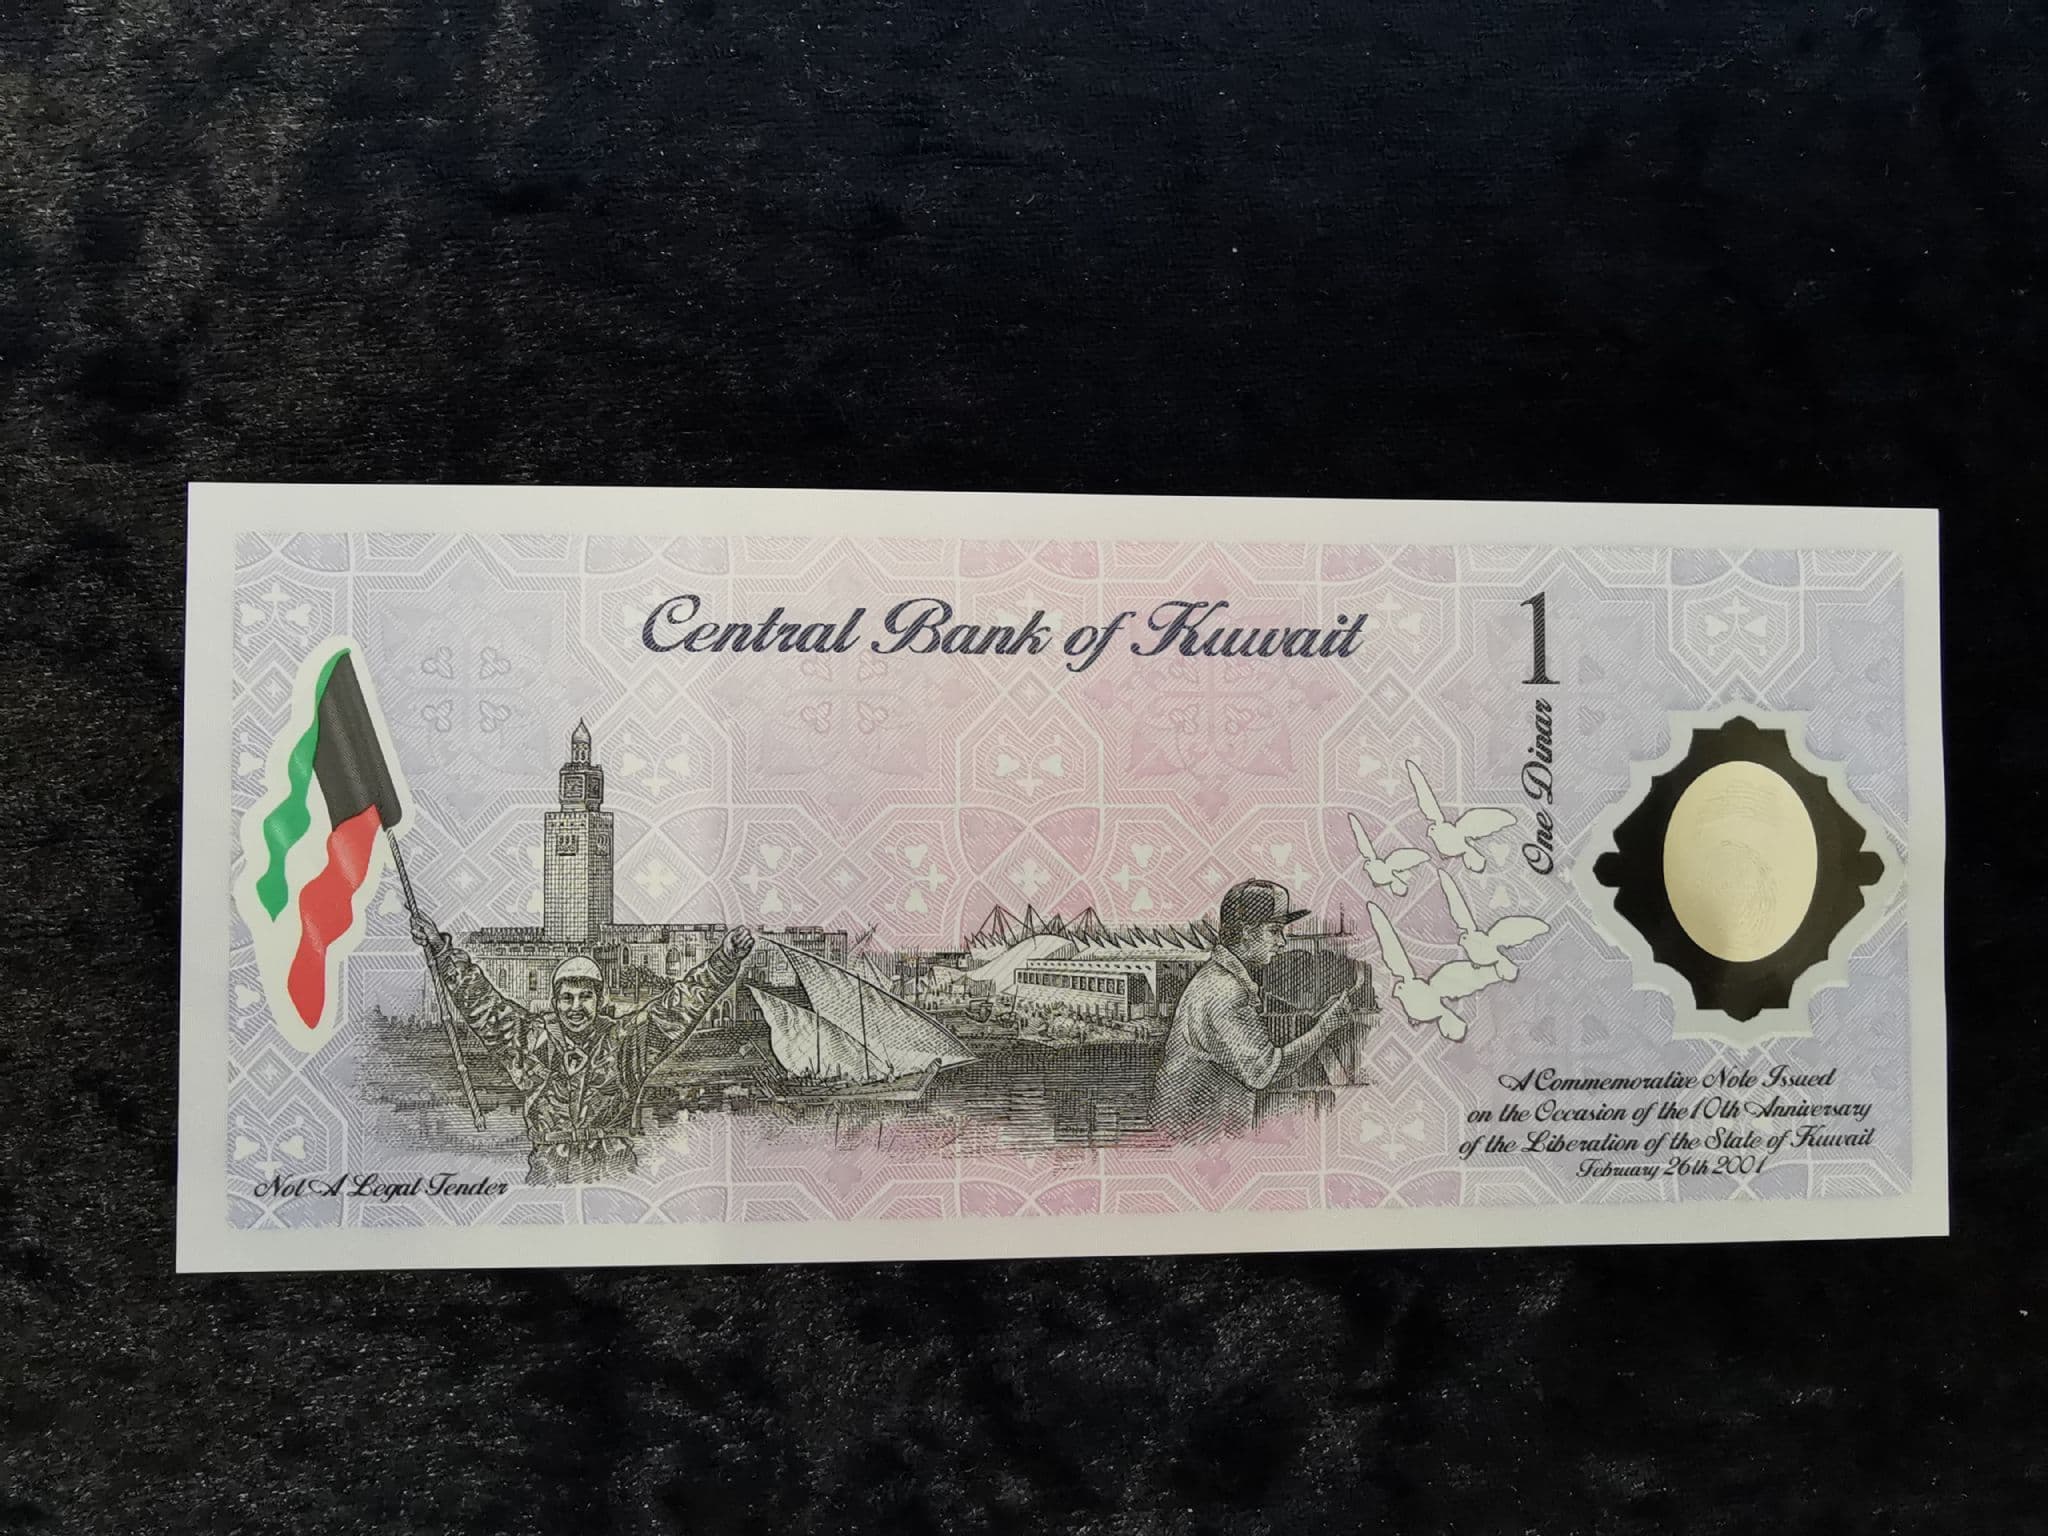 Central Bank of Kuwait
1
One Dinar
A Commemorative Note Issued
on the Occasion of the 10th Anniversary
of the Liberation of the State of Kuwait
February 26th 2001
Not A Legal Tender